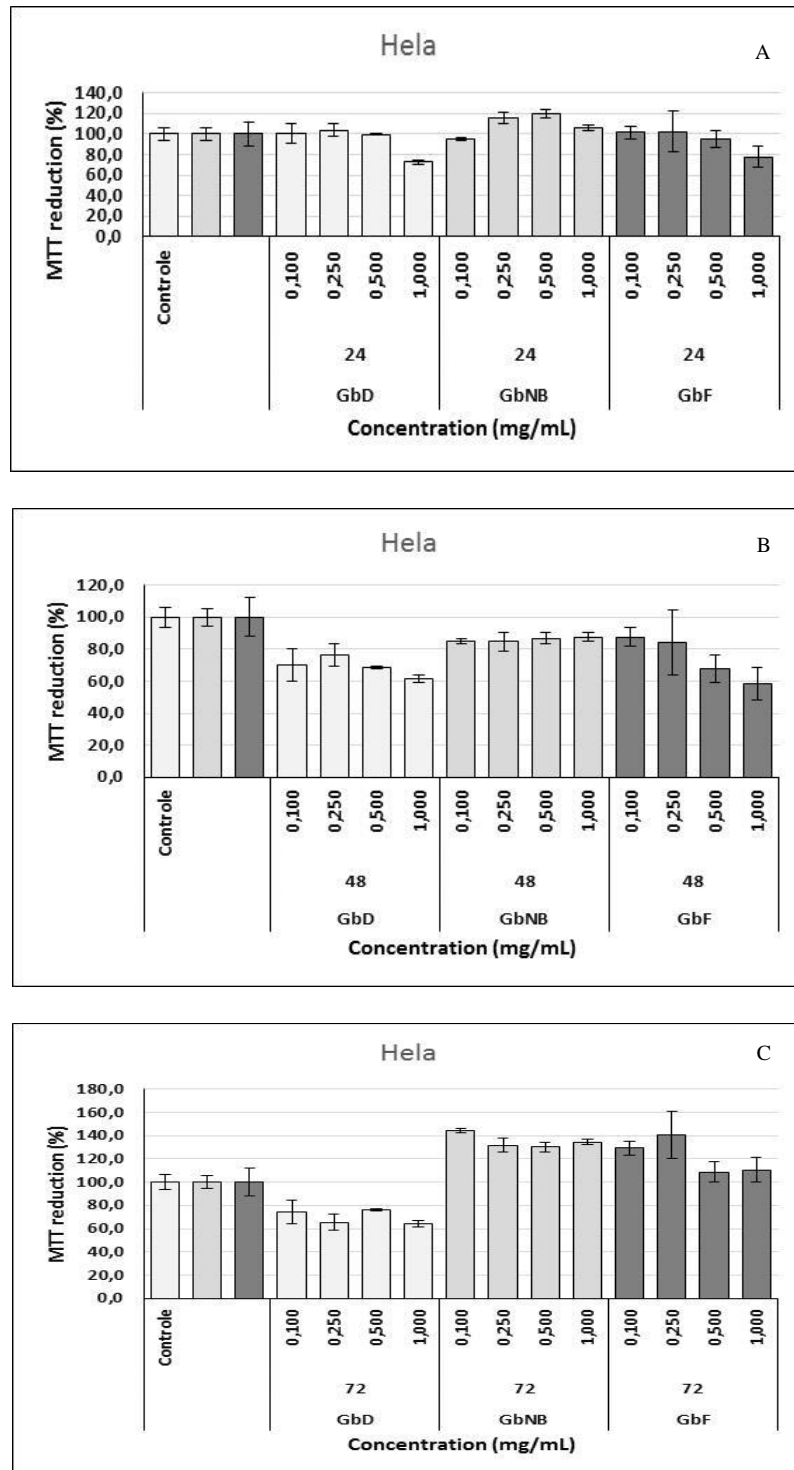 Hela
A
MTT reduction (%)
140,0
120,0
100,0
80,0
60,0
40,0
20,0
0,0
Controle
0,100
0,250
0,500
1,000
0,100
0,250
0,500
1,000
0,100
0,250
0,500
1,000
24 24 24
GbD GbNB GbF
Concentration (mg/mL)
Hela
B
MTT reduction (%)
120,0
100,0
80,0
60,0
40,0
20,0
0,0
Controle
0,100
0,250
0,500
1,000
0,100
0,250
0,500
1,000
0,100
0,250
0,500
1,000
48 48 48
GbD GbNB GbF
Concentration (mg/mL)
Hela
C
MTT reduction (%)
180,0
160,0
140,0
120,0
100,0
80,0
60,0
40,0
20,0
0,0
Controle
0,100
0,250
0,500
1,000
0,100
0,250
0,500
1,000
0,100
0,250
0,500
1,000
72 72 72
GbD GbNB GbF
Concentration (mg/mL)